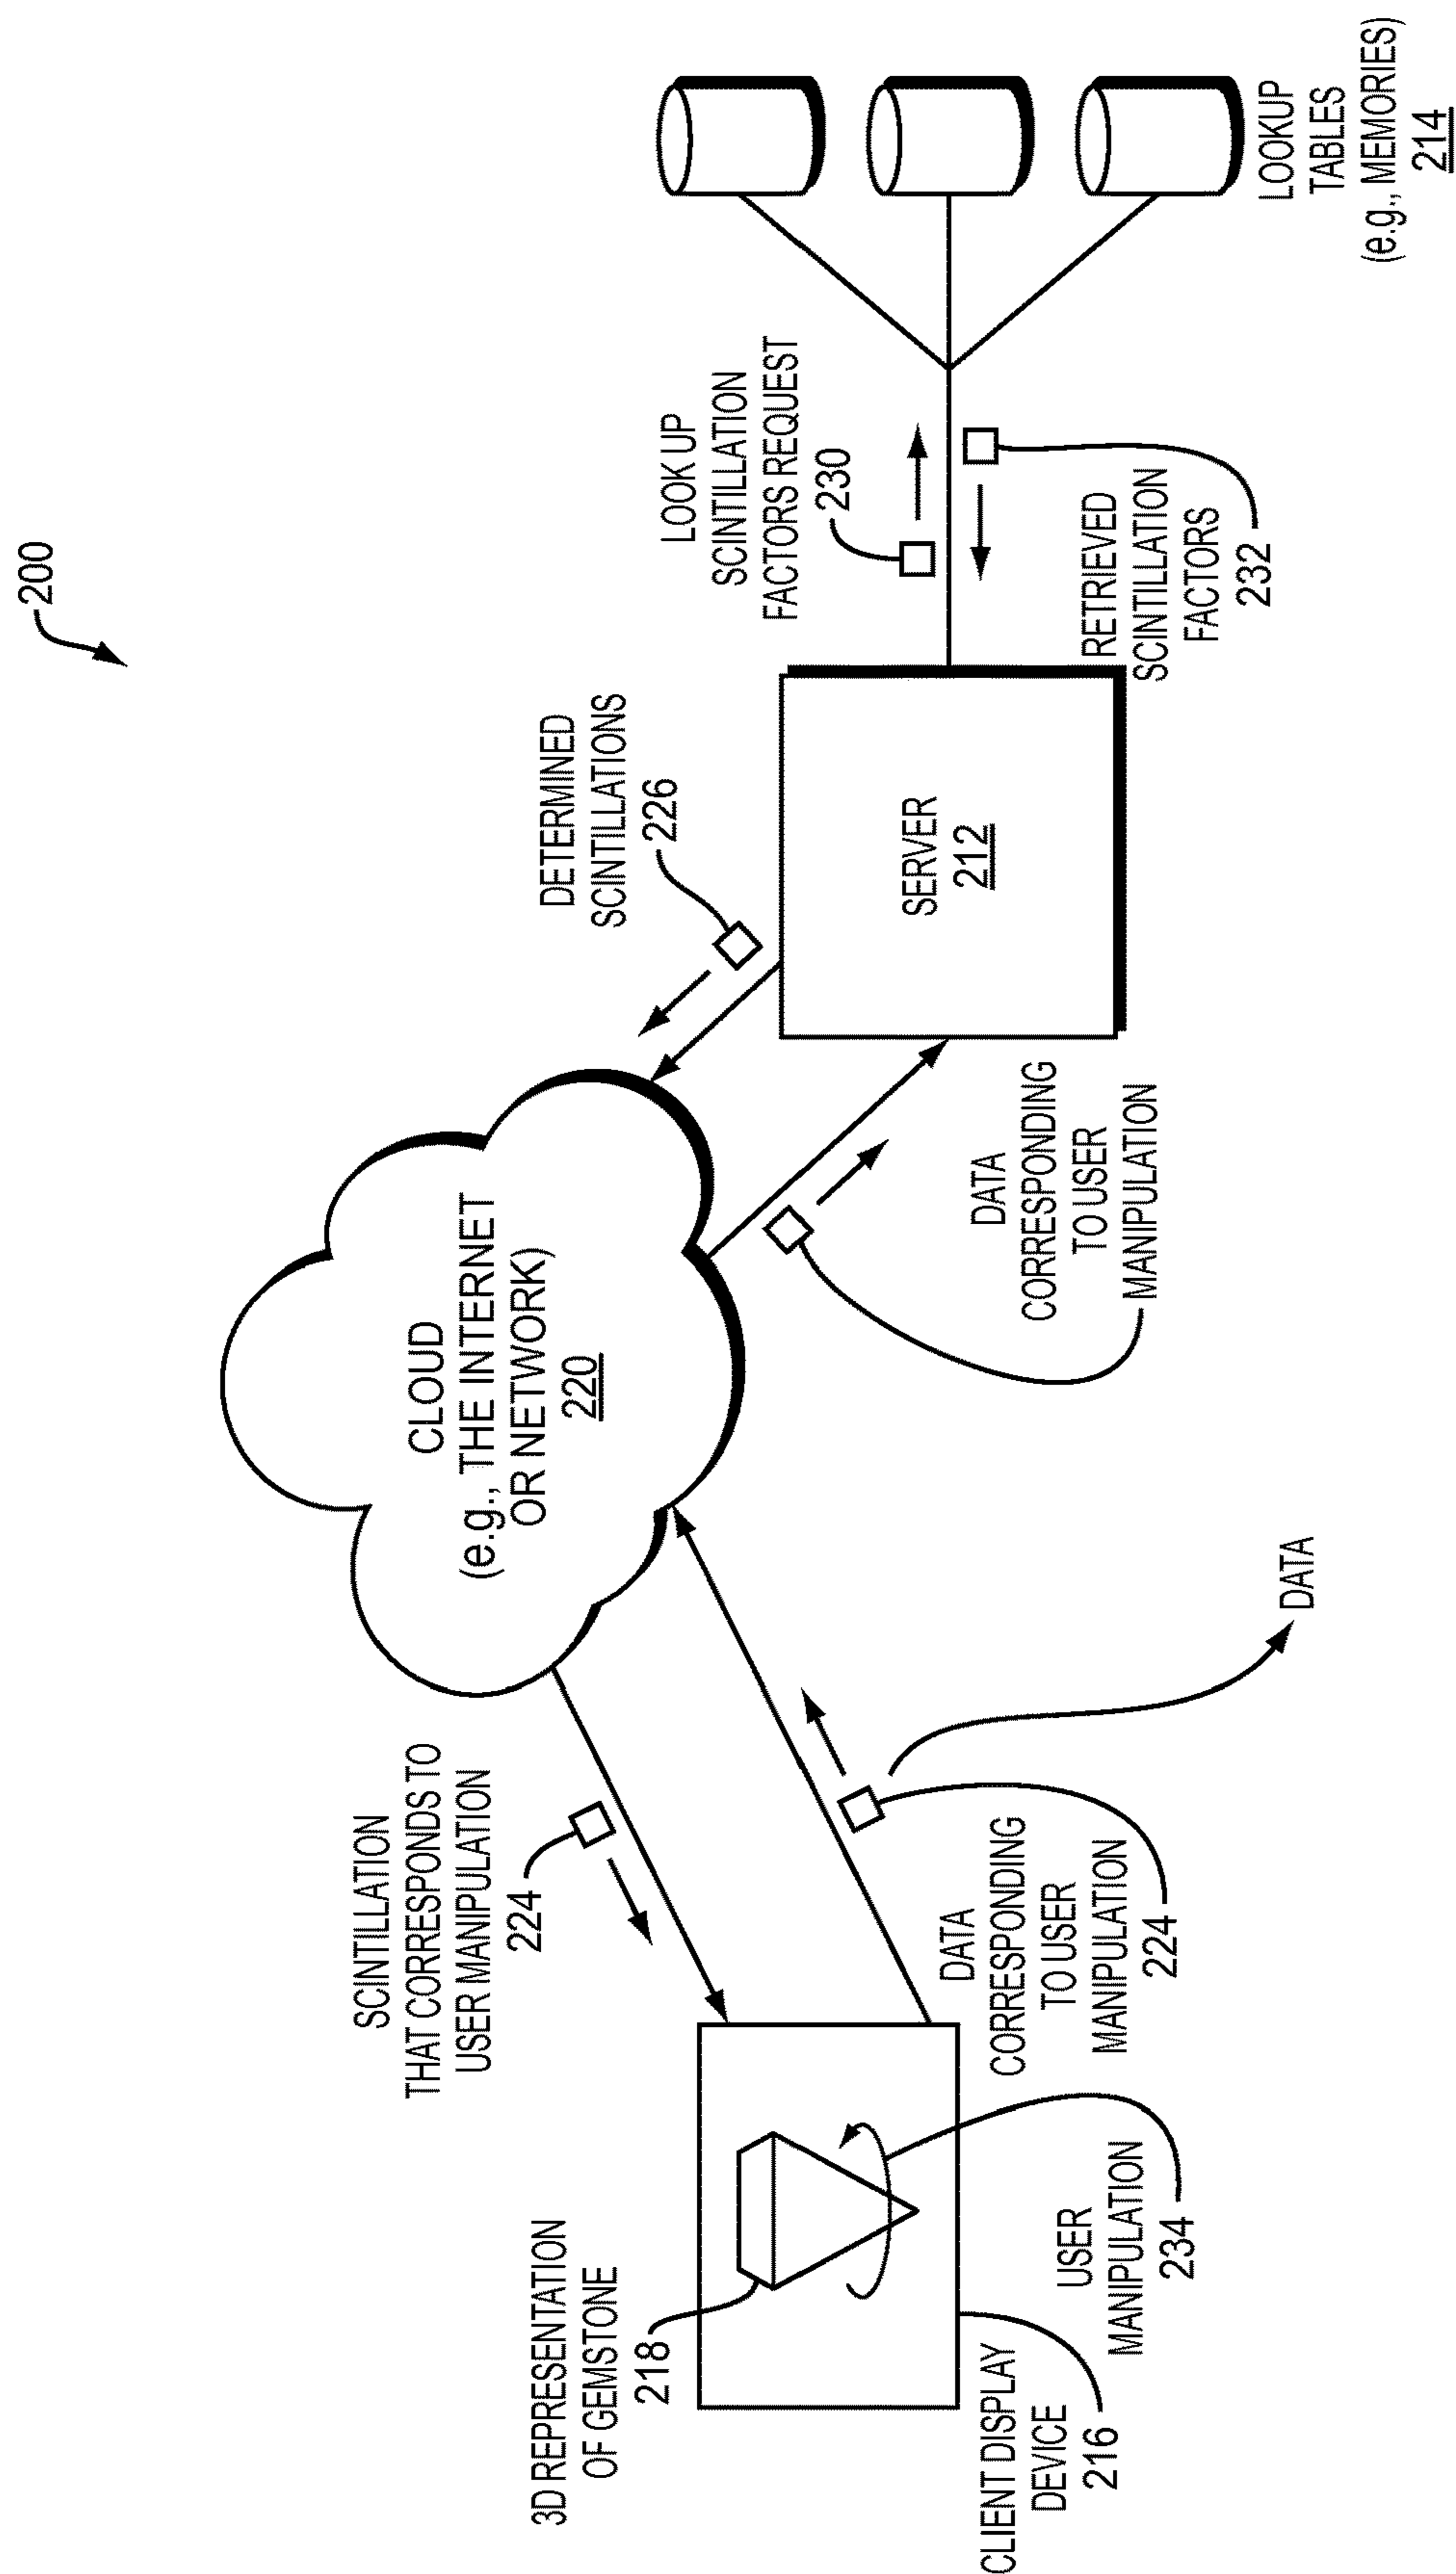 200
3D REPRESENTATION
OF GEMSTONE
218
CLIENT DISPLAY
DEVICE
216
USER
MANIPULATION
234
SCINTILLATION
THAT CORRESPONDS TO
USER MANIPULATION
224
DATA
CORRESPONDING
TO USER
MANIPULATION
224
DATA
CLOUD
(e.g., THE INTERNET
OR NETWORK)
220
DATA
CORRESPONDING
TO USER
MANIPULATION
DETERMINED
SCINTILLATIONS
226
SERVER
212
LOOK UP
SCINTILLATION
FACTORS REQUEST
230
RETRIEVED
SCINTILLATION
FACTORS
232
LOOKUP
TABLES
(e.g., MEMORIES)
214